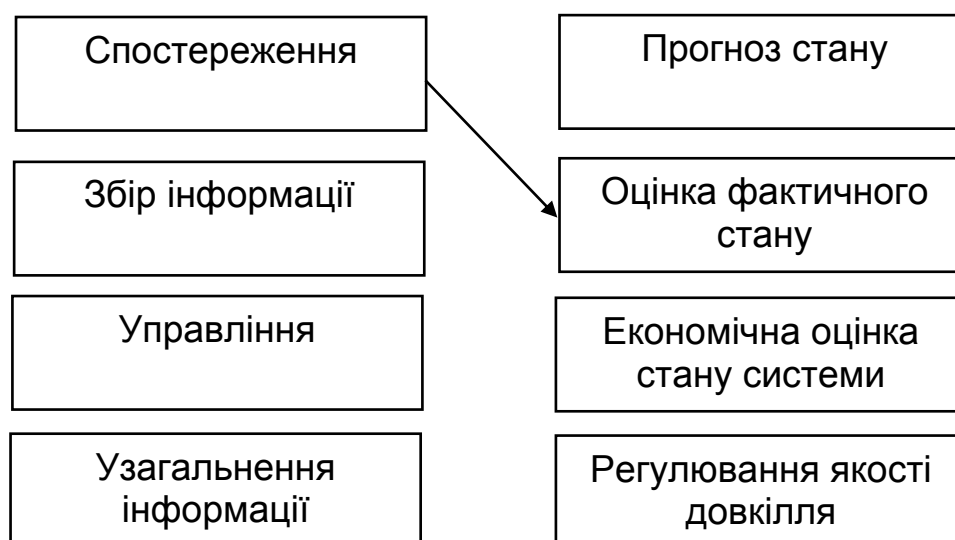 Спостереження
Прогноз стану
Збір інформації
Оцінка фактичного
стану
Управління
Економічна оцінка
стану системи
Узагальнення
інформації
Регулювання якості
довкілля